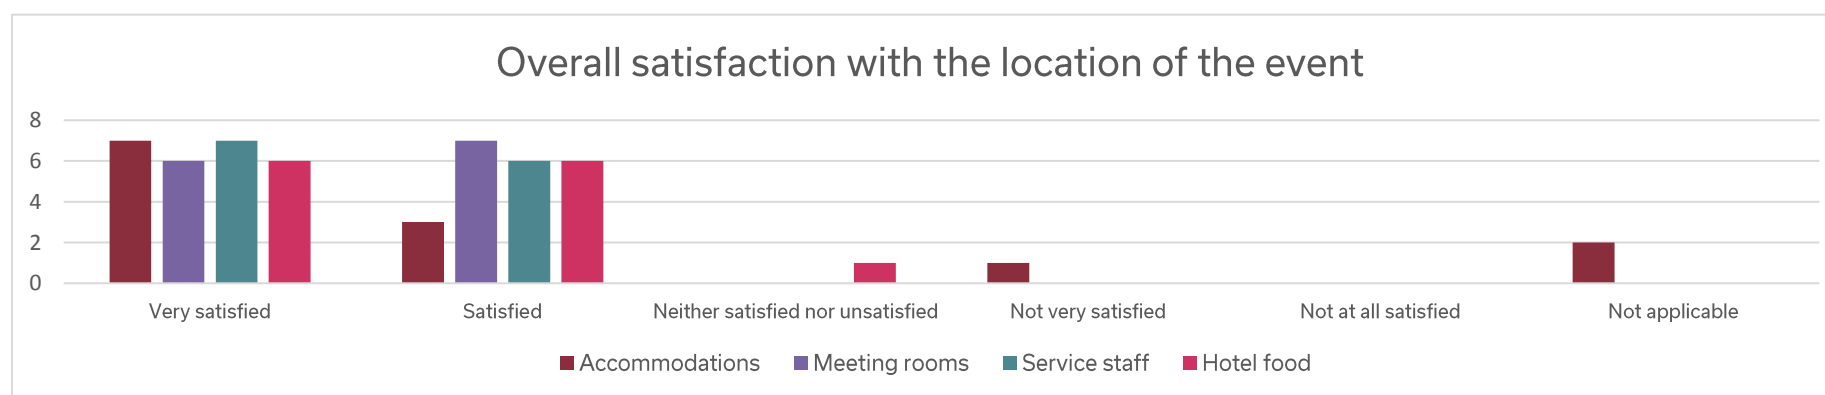 Overall satisfaction with the location of the event
8
6
4
2
0
Very satisfied Satisfied Neither satisfied nor unsatisfied Not very satisfied Not at all satisfied Not applicable
Accommodations Meeting rooms Service staff Hotel food